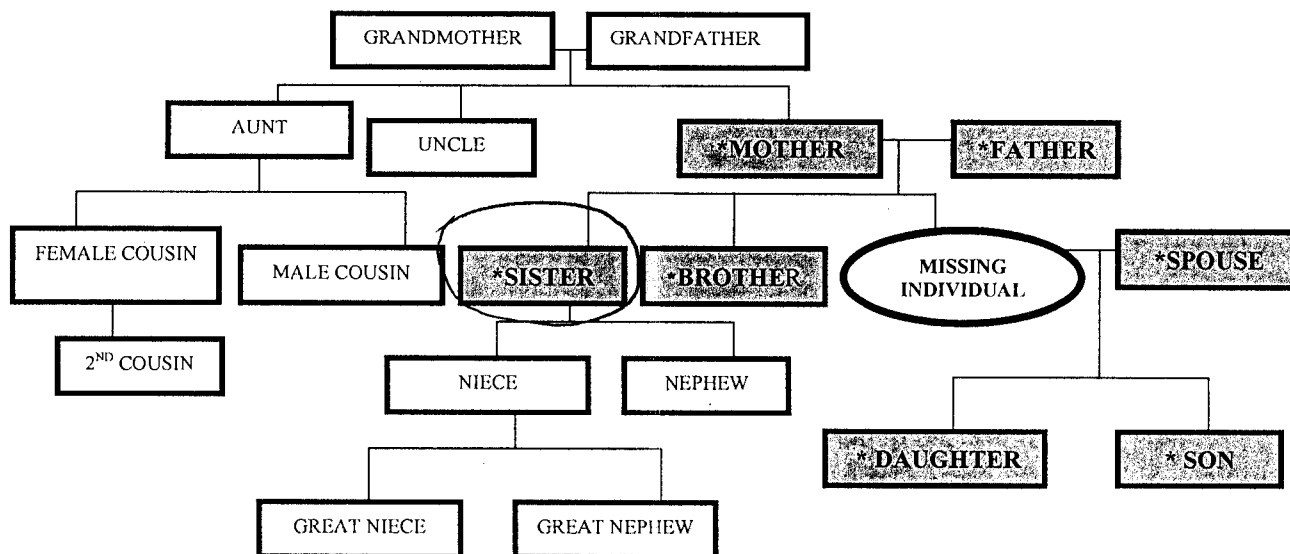 GRANDMOTHER
GRANDFATHER
AUNT
UNCLE
*MOTHER
*FATHER
FEMALE COUSIN
MALE COUSIN
*SISTER
*BROTHER
MISSING
INDIVIDUAL
*SPOUSE
2ND COUSIN
NIECE
NEPHEW
* DAUGHTER
* SON
GREAT NIECE
GREAT NEPHEW